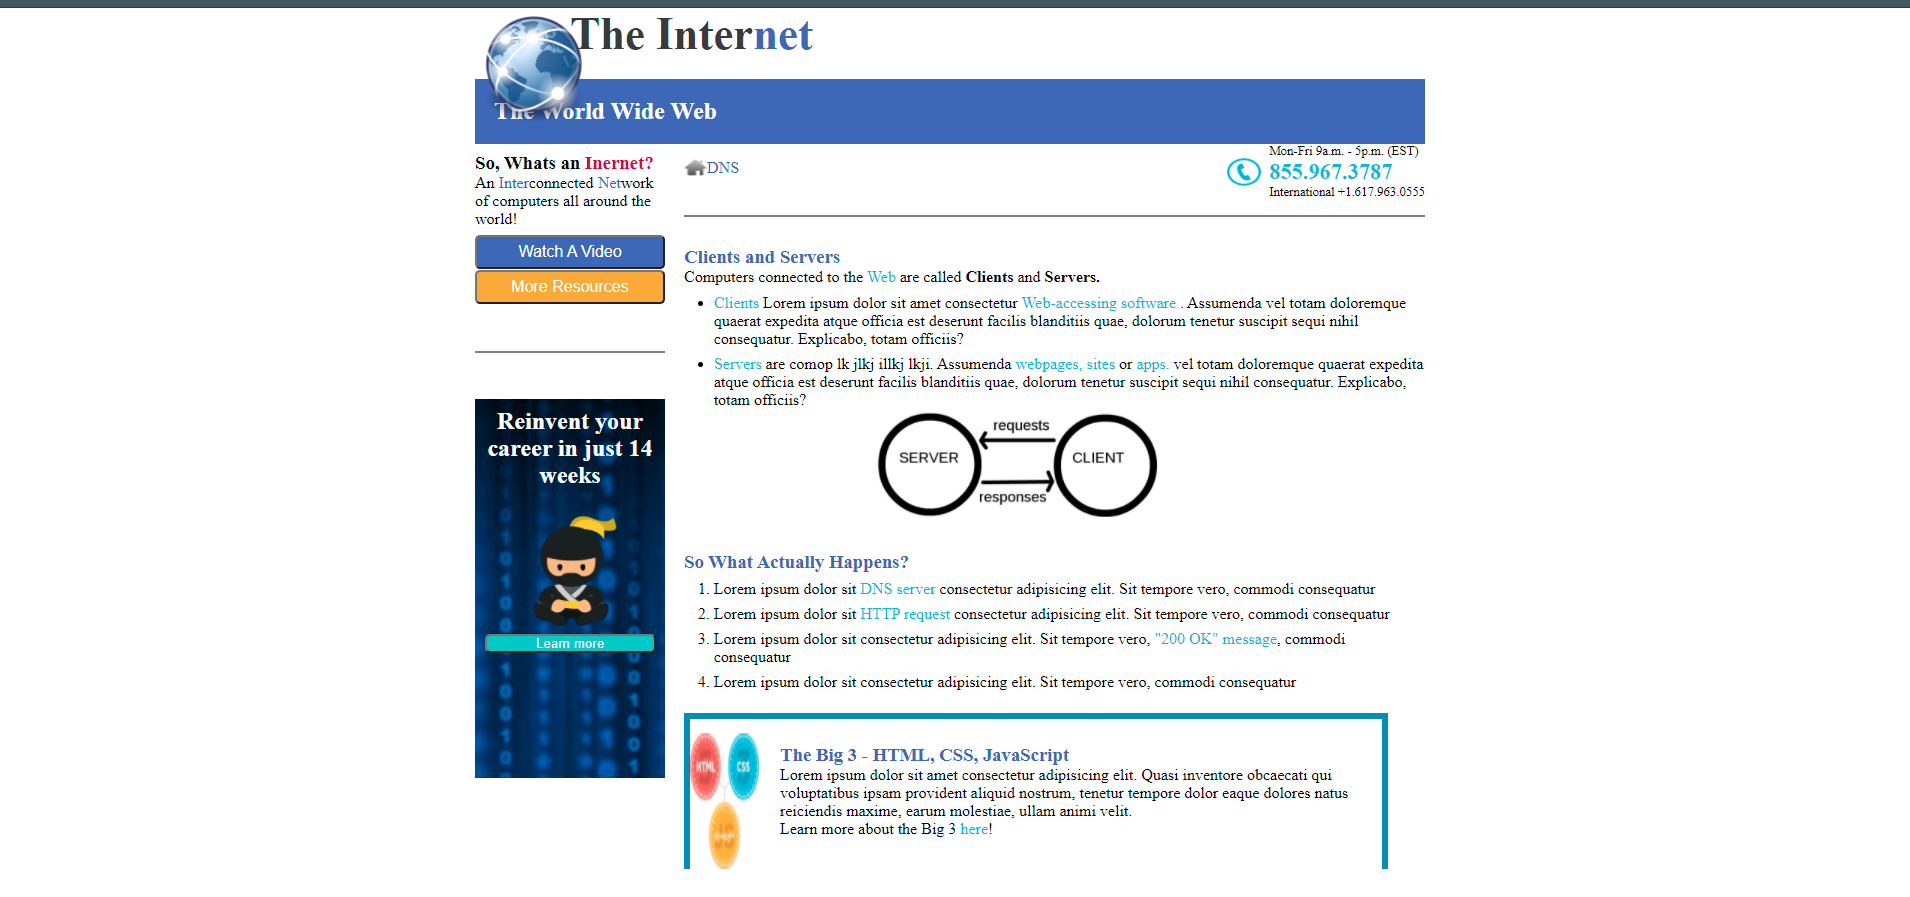 The Internet
The World Wide Web
So, Whats an Inernet?
An Interconnected Network
of computers all around the
world!
Watch A Video
More Resources
Reinvent your
career in just 14
weeks
Learn more
DNS
Mon-Fri 9a.m. - 5p.m. (EST)
855.967.3787
International +1.617.963.0555
Clients and Servers
Computers connected to the Web are called Clients and Servers.
• Clients Lorem ipsum dolor sit amet consectetur Web-accessing software . Assumenda vel totam doloremque
quaerat expedita atque officia est deserunt facilis blanditiis quae, dolorum tenetur suscipit sequi nihil
consequatur. Explicabo, totam officiis?
• Servers are comop lk jlkj illkj lkji. Assumenda webpages, sites or apps. vel totam doloremque quaerat expedita
atque officia est deserunt facilis blanditiis quae, dolorum tenetur suscipit sequi nihil consequatur. Explicabo,
totam officiis?
requests
SERVER
CLIENT
responses
So What Actually Happens?
1. Lorem ipsum dolor sit DNS server consectetur adipisicing elit. Sit tempore vero, commodi consequatur
2. Lorem ipsum dolor sit HTTP request consectetur adipisicing elit. Sit tempore vero, commodi consequatur
3. Lorem ipsum dolor sit consectetur adipisicing elit. Sit tempore vero, "200 OK" message, commodi
consequatur
4. Lorem ipsum dolor sit consectetur adipisicing elit. Sit tempore vero, commodi consequatur
HTML
CSS
JS
The Big 3 - HTML, CSS, JavaScript
Lorem ipsum dolor sit amet consectetur adipisicing elit. Quasi inventore obcaecati qui
voluptatibus ipsam provident aliquid nostrum, tenetur tempore dolor eaque dolores natus
reiciendis maxime, earum molestiae, ullam animi velit.
Learn more about the Big 3 here!